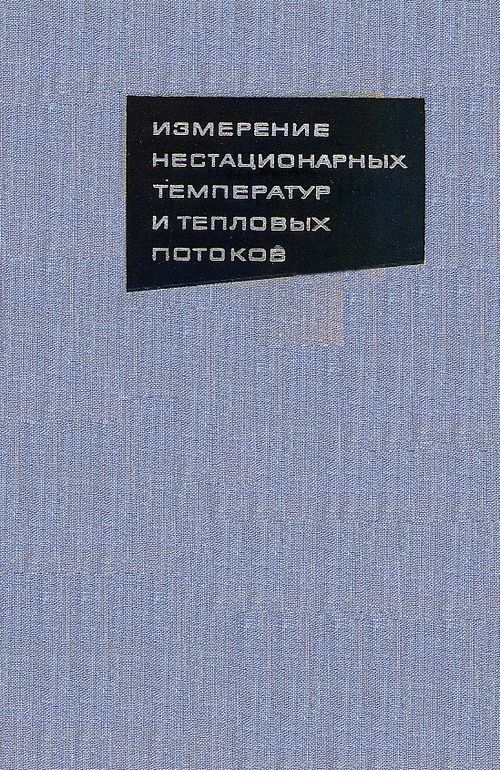 ИЗМЕРЕНИЕ
НЕСТАЦИОНАРНЫХ
ТЕМПЕРАТУР
И ТЕПЛОВЫХ
ПОТОКОВ